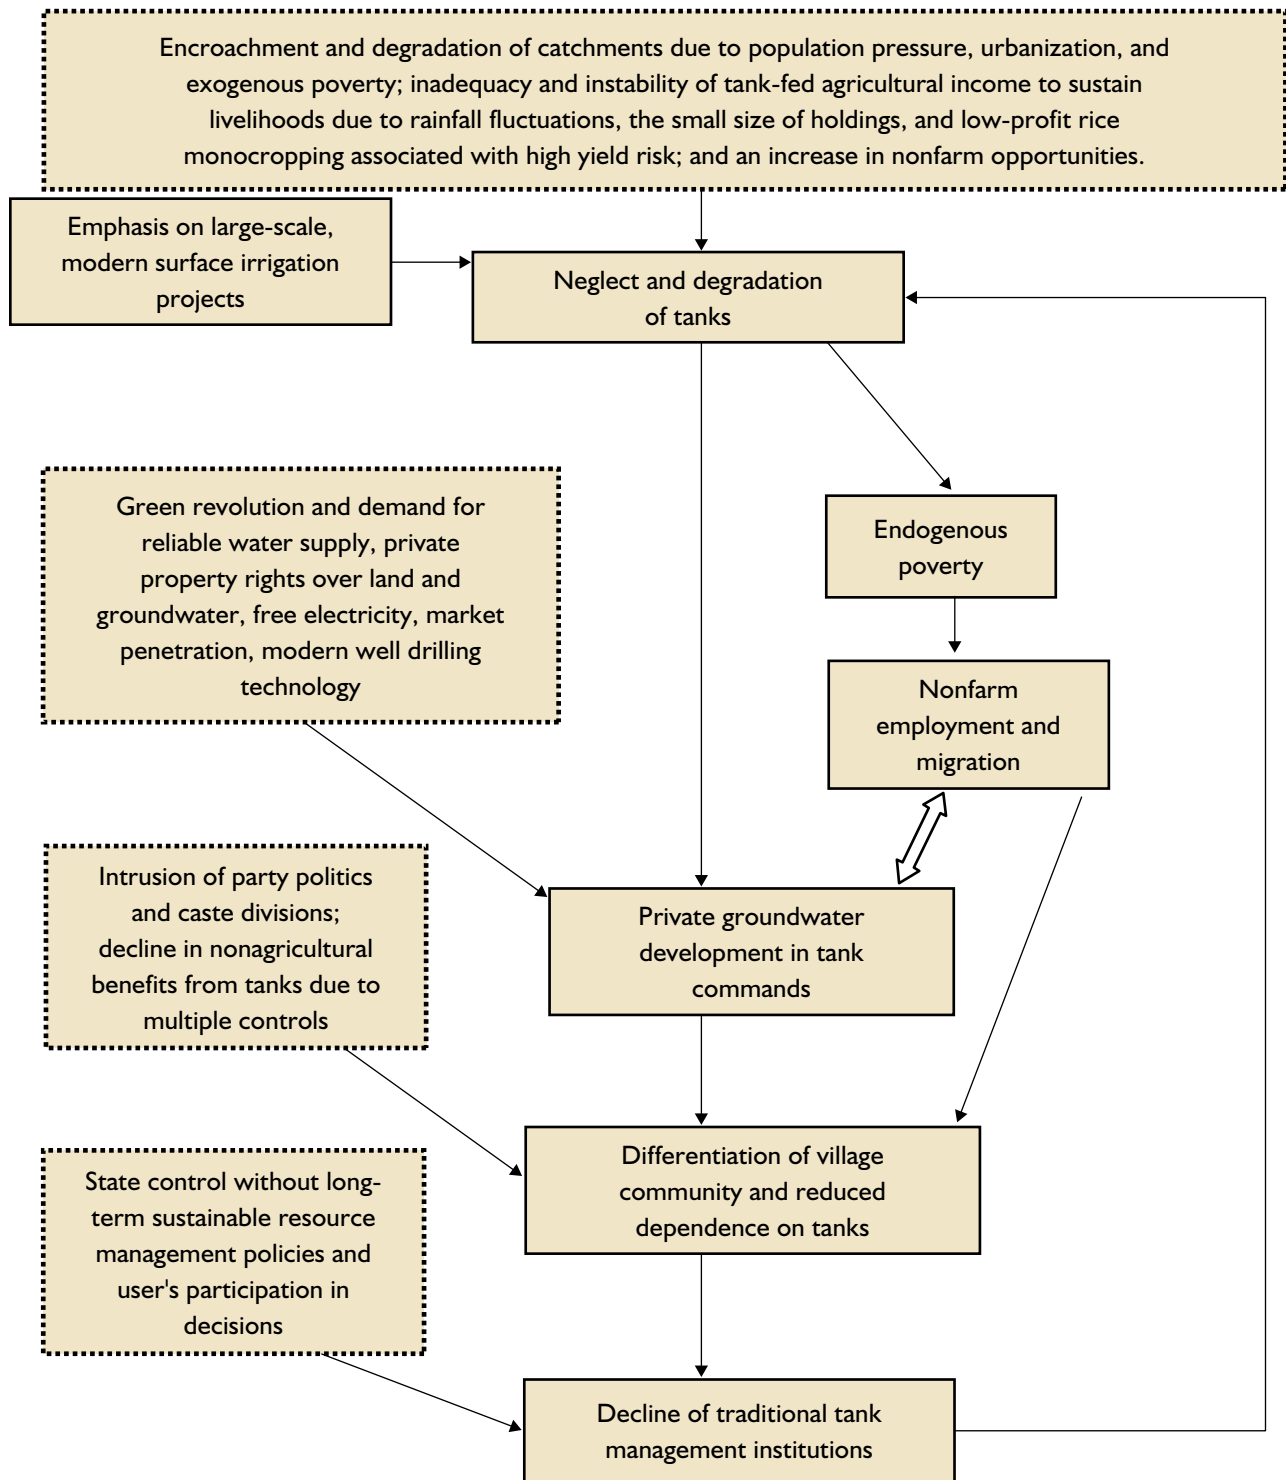 Encroachment and degradation of catchments due to population pressure, urbanization, and
exogenous poverty; inadequacy and instability of tank-fed agricultural income to sustain
livelihoods due to rainfall fluctuations, the small size of holdings, and low-profit rice
monocropping associated with high yield risk; and an increase in nonfarm opportunities.
Emphasis on large-scale,
modern surface irrigation
projects
Neglect and degradation
of tanks
Green revolution and demand for
reliable water supply, private
property rights over land and
groundwater, free electricity, market
penetration, modern well drilling
technology
Endogenous
poverty
Nonfarm
employment and
migration
Intrusion of party politics
and caste divisions;
decline in nonagricultural
benefits from tanks due to
multiple controls
Private groundwater
development in tank
commands
Differentiation of village
community and reduced
dependence on tanks
State control without long-
term sustainable resource
management policies and
user's participation in
decisions
Decline of traditional tank
management institutions